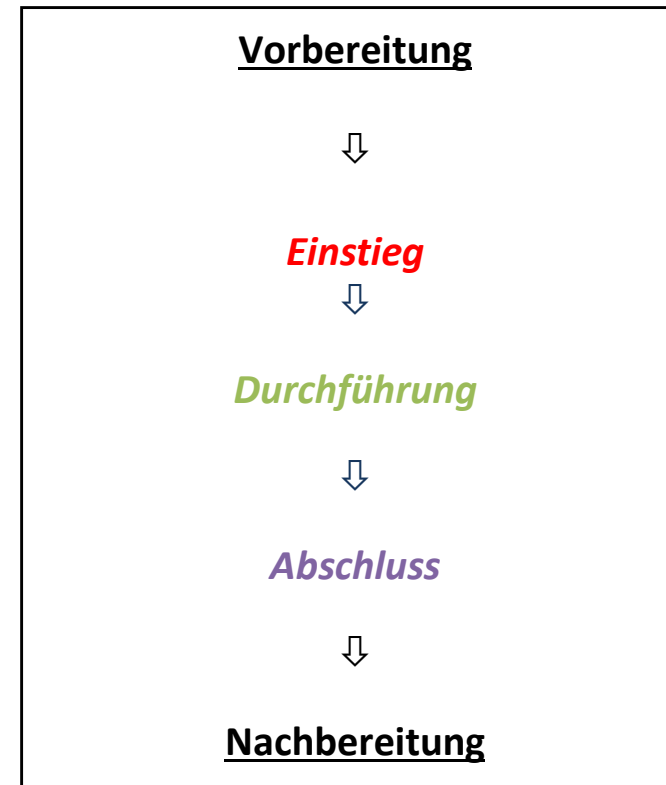 Vorbereitung
⇩
Einstieg
⇩
Durchführung
⇩
Abschluss
⇩
Nachbereitung